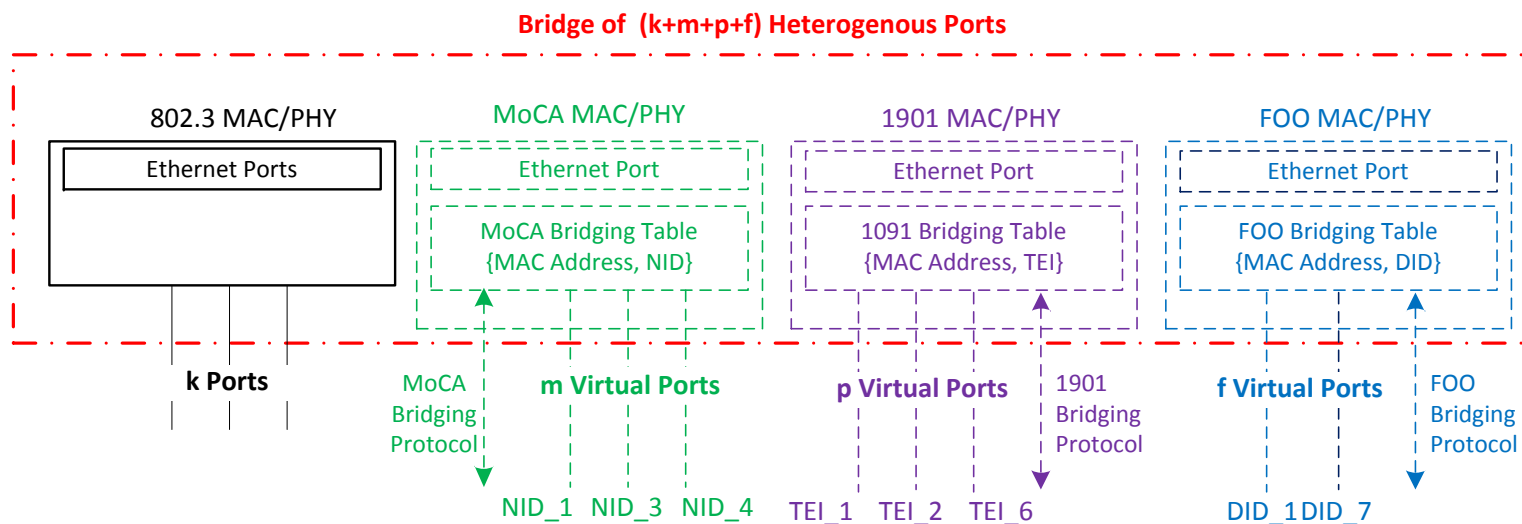 Bridge of (k+m+p+f) Heterogenous Ports
802.3 MAC/PHY
Ethernet Ports
k Ports
MoCA MAC/PHY
Ethernet Port
MoCA Bridging Table
{MAC Address, NID}
MoCA
Bridging
Protocol
m Virtual Ports
NID_1 NID_3 NID_4
1901 MAC/PHY
Ethernet Port
1091 Bridging Table
{MAC Address, TEI}
p Virtual Ports
1901
Bridging
Protocol
TEI_1 TEI_2 TEI_6
FOO MAC/PHY
Ethernet Port
FOO Bridging Table
{MAC Address, DID}
f Virtual Ports
FOO
Bridging
Protocol
DID_1 DID_7